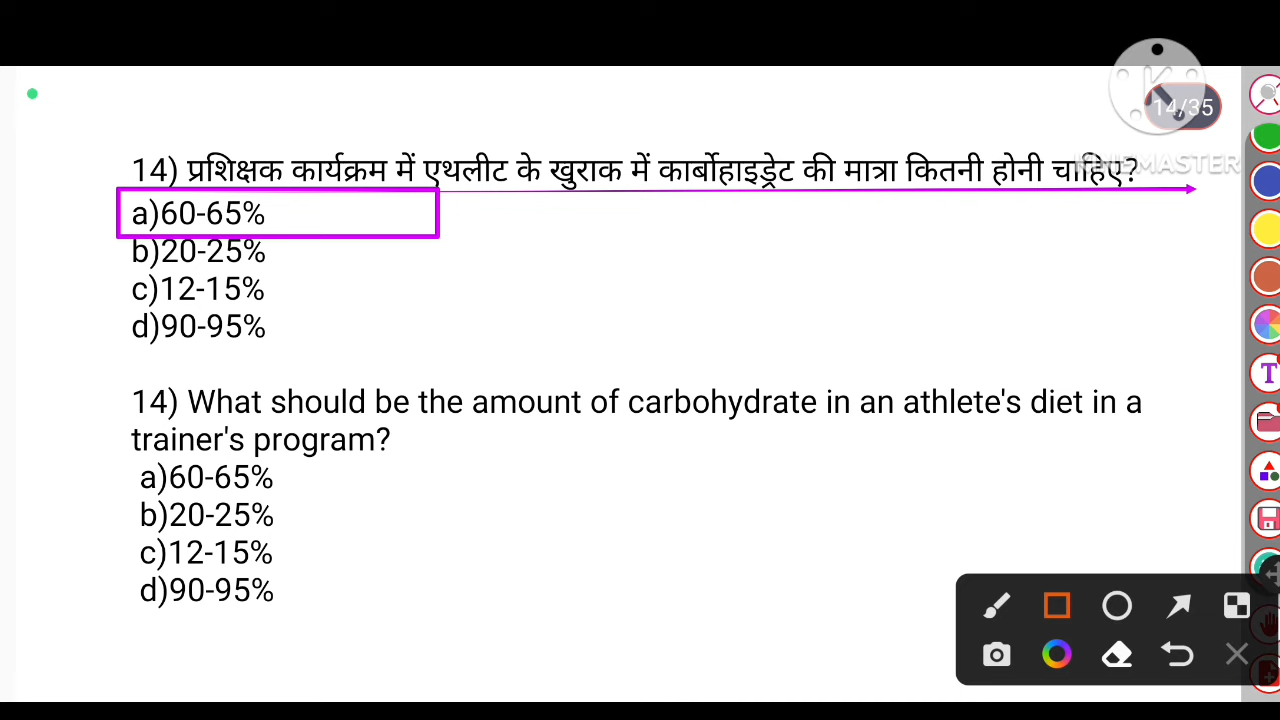 14/35
KINEMASTER
14) प्रशिक्षक कार्यक्रम में एथलीट के खुराक में कार्बोहाइड्रेट की मात्रा कितनी होनी चाहिए?
a)60-65%
b)20-25%
c)12-15%
d)90-95%
14) What should be the amount of carbohydrate in an athlete's diet in a
trainer's program?
a)60-65%
b)20-25%
c)12-15%
d)90-95%
T